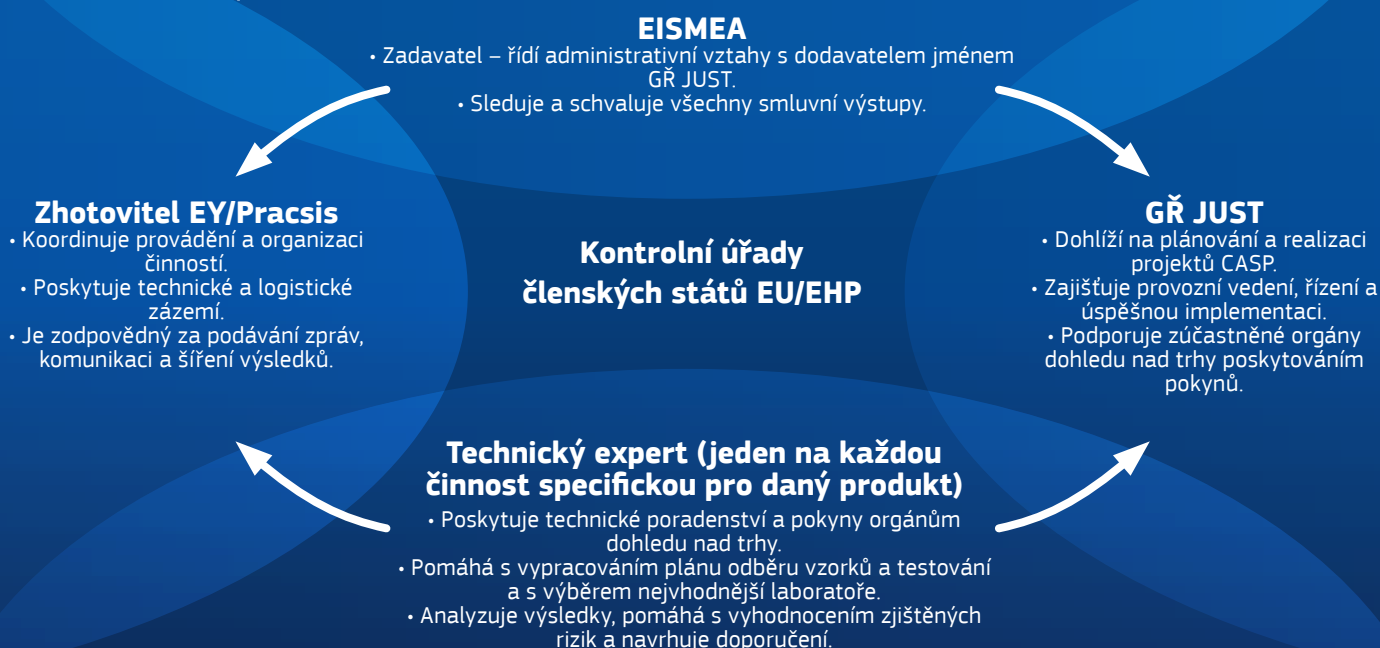 EISMEA
• Zadavatel – řídí administrativní vztahy s dodavatelem jménem
GŘ JUST.
• Sleduje a schvaluje všechny smluvní výstupy.
Zhotovitel EY/Pracsis
• Koordinuje provádění a organizaci
činností.
• Poskytuje technické a logistické
zázemí.
• Je zodpovědný za podávání zpráv,
komunikaci a šíření výsledků.
Kontrolní úřady
členských států EU/EHP
GŘ JUST
• Dohlíží na plánování a realizaci
projektů CASP.
• Zajišťuje provozní vedení, řízení a
úspěšnou implementaci.
• Podporuje zúčastněné orgány
dohledu nad trhy poskytováním
pokynů.
Technický expert (jeden na každou
činnost specifickou pro daný produkt)
• Poskytuje technické poradenství a pokyny orgánům
dohledu nad trhy.
• Pomáhá s vypracováním plánu odběru vzorků a testování
a s výběrem nejvhodnější laboratoře.
• Analyzuje výsledky, pomáhá s vyhodnocením zjištěných
rizik a navrhuje doporučení.